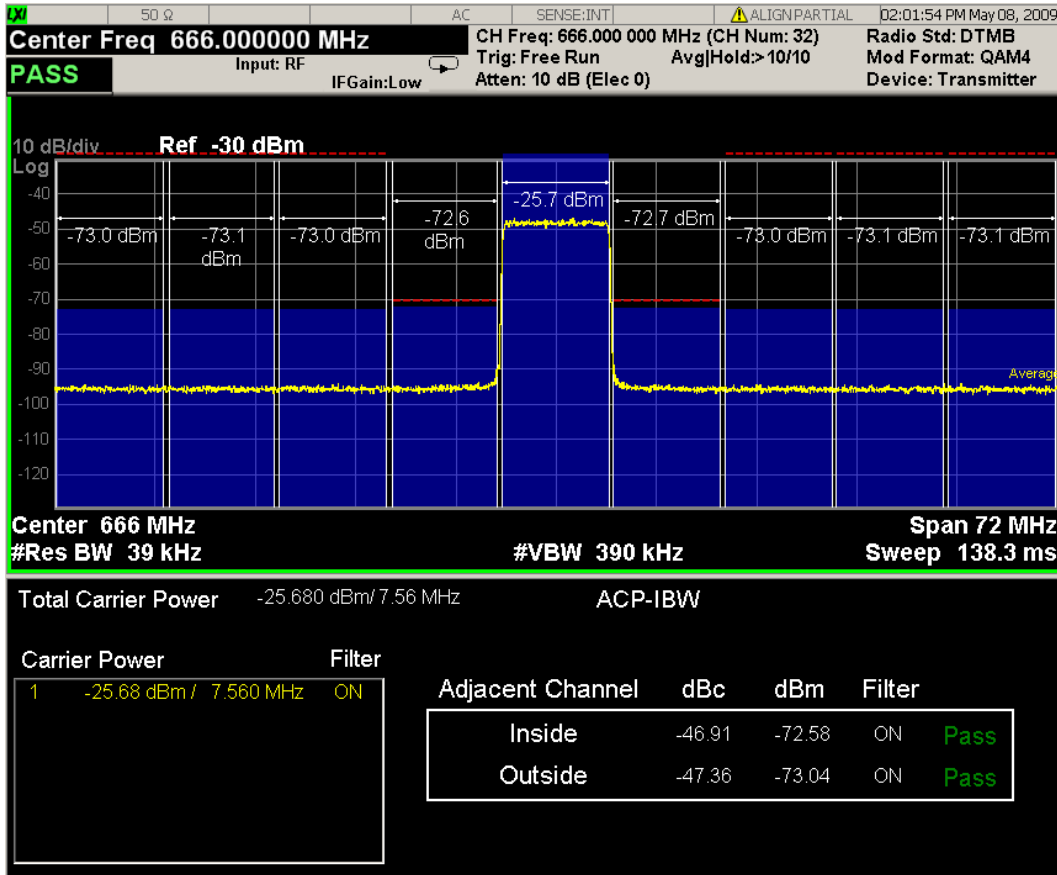 LXI 50 Ω AC SENSE:INT ALIGN PARTIAL 02:01:54 PM May 08, 2009
Center Freq 666.000000 MHz CH Freq: 666.000 000 MHz (CH Num: 32) Radio Std: DTMB
Input: RF Trig: Free Run Avg|Hold:>10/10 Mod Format: QAM4
PASS IFGain:Low Atten: 10 dB (Elec 0) Device: Transmitter
10 dB/div Ref -30 dBm
Log
-40
-25.7 dBm
-50 -73.0 dBm -73.1 dBm -73.0 dBm -72.6 dBm -72.7 dBm -73.0 dBm -73.1 dBm -73.1 dBm
-60
-70
-80
-90
Average
-100
-110
-120
Center 666 MHz Span 72 MHz
#Res BW 39 kHz #VBW 390 kHz Sweep 138.3 ms
Total Carrier Power -25.680 dBm/ 7.56 MHz ACP-IBW
Carrier Power Filter
1 -25.68 dBm / 7.560 MHz ON
Adjacent Channel dBc dBm Filter
Inside -46.91 -72.58 ON Pass
Outside -47.36 -73.04 ON Pass